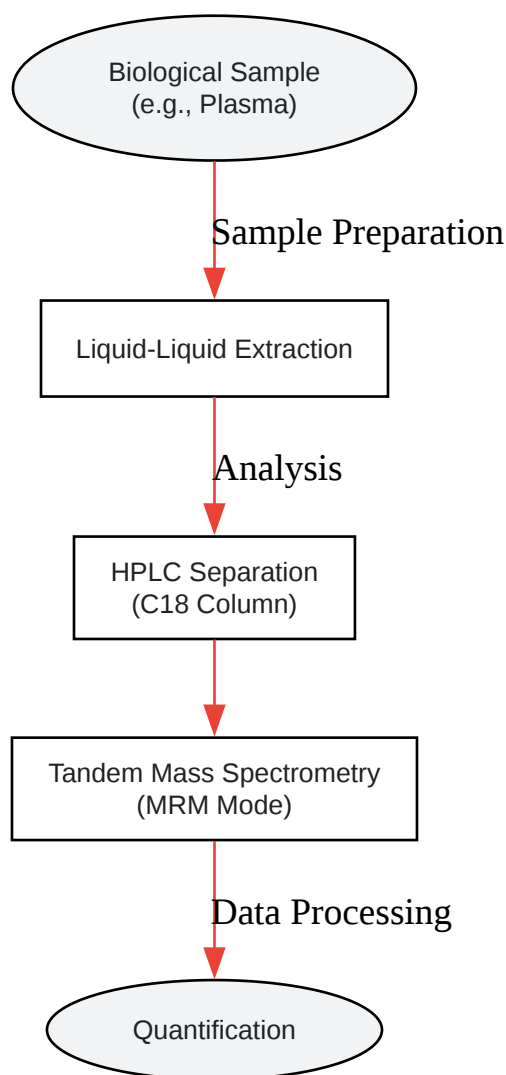 Biological Sample
(e.g., Plasma)
Sample Preparation
Liquid-Liquid Extraction
Analysis
HPLC Separation
(C18 Column)
Tandem Mass Spectrometry
(MRM Mode)
Data Processing
Quantification